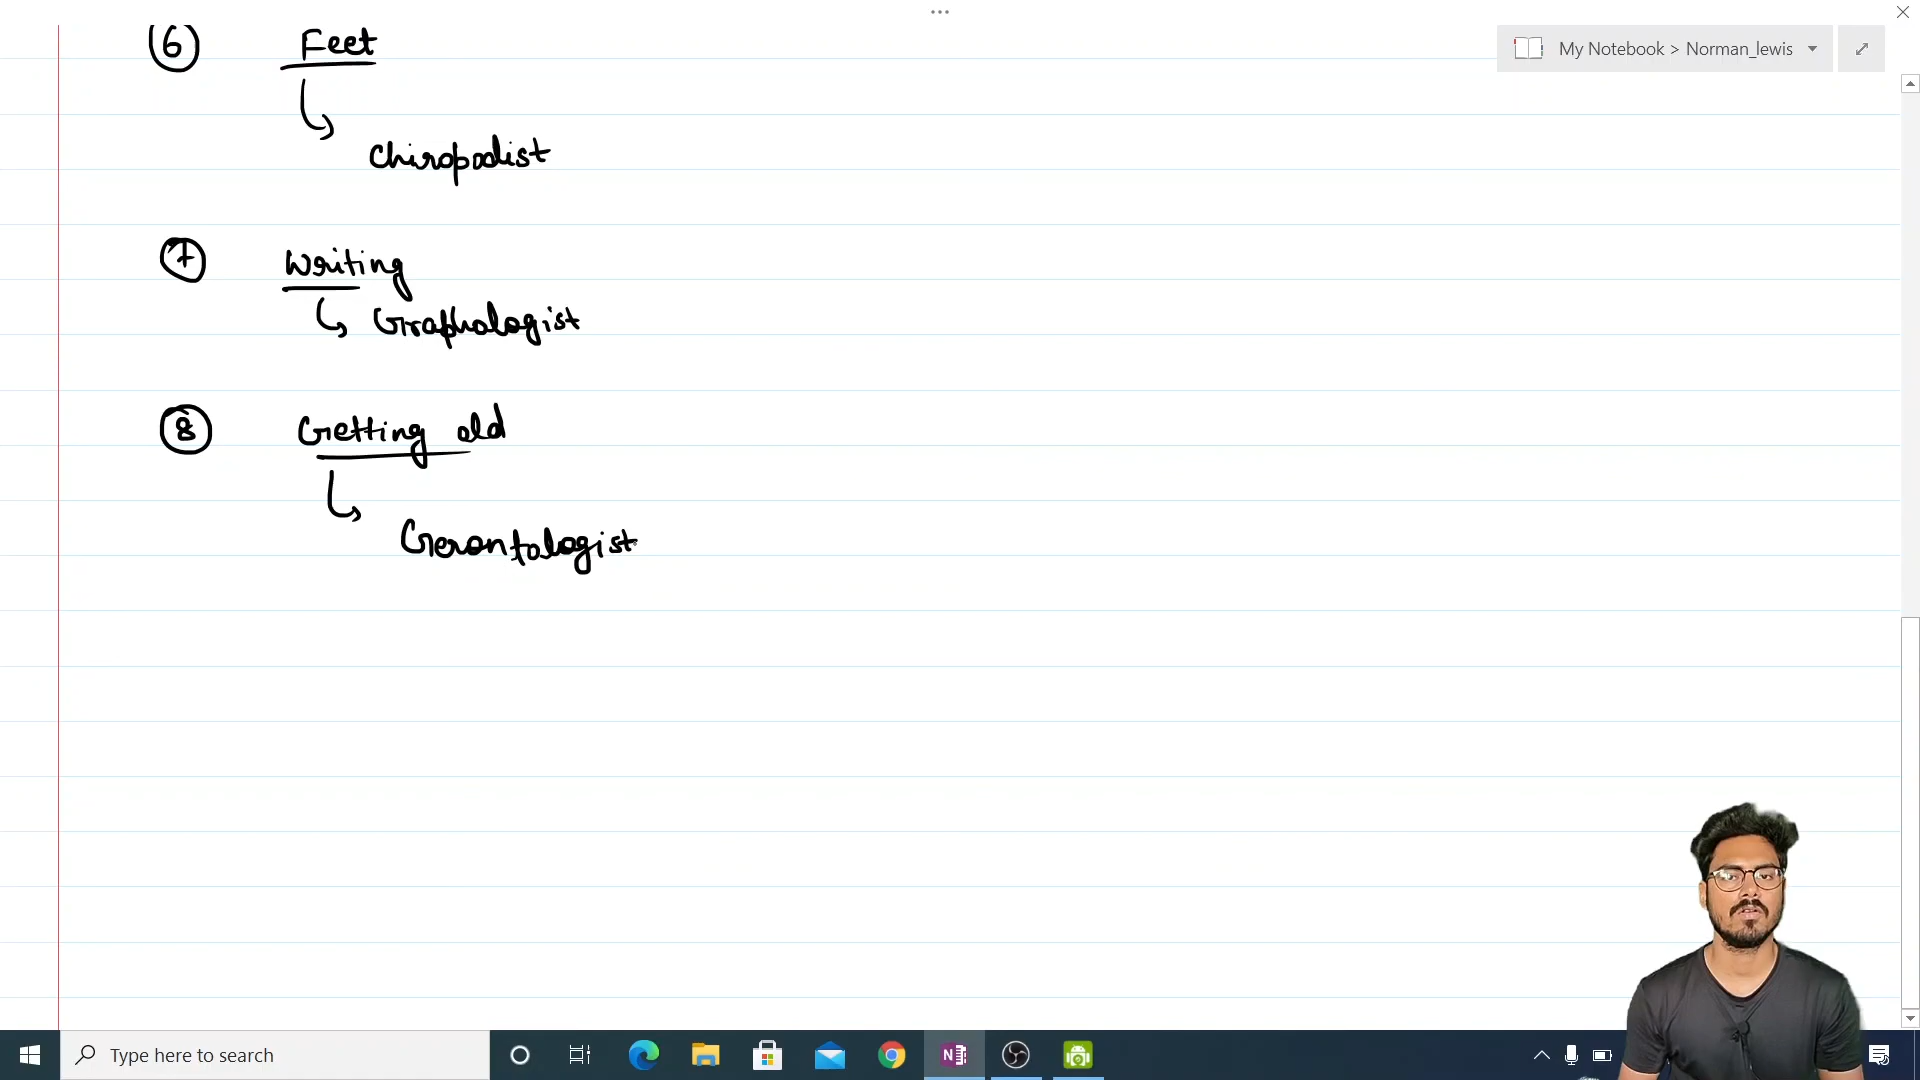 My Notebook > Norman_lewis
6 Feet
Chiropodist
7 Writing
Graphologist
8 Getting old
Gerontologist
Type here to search